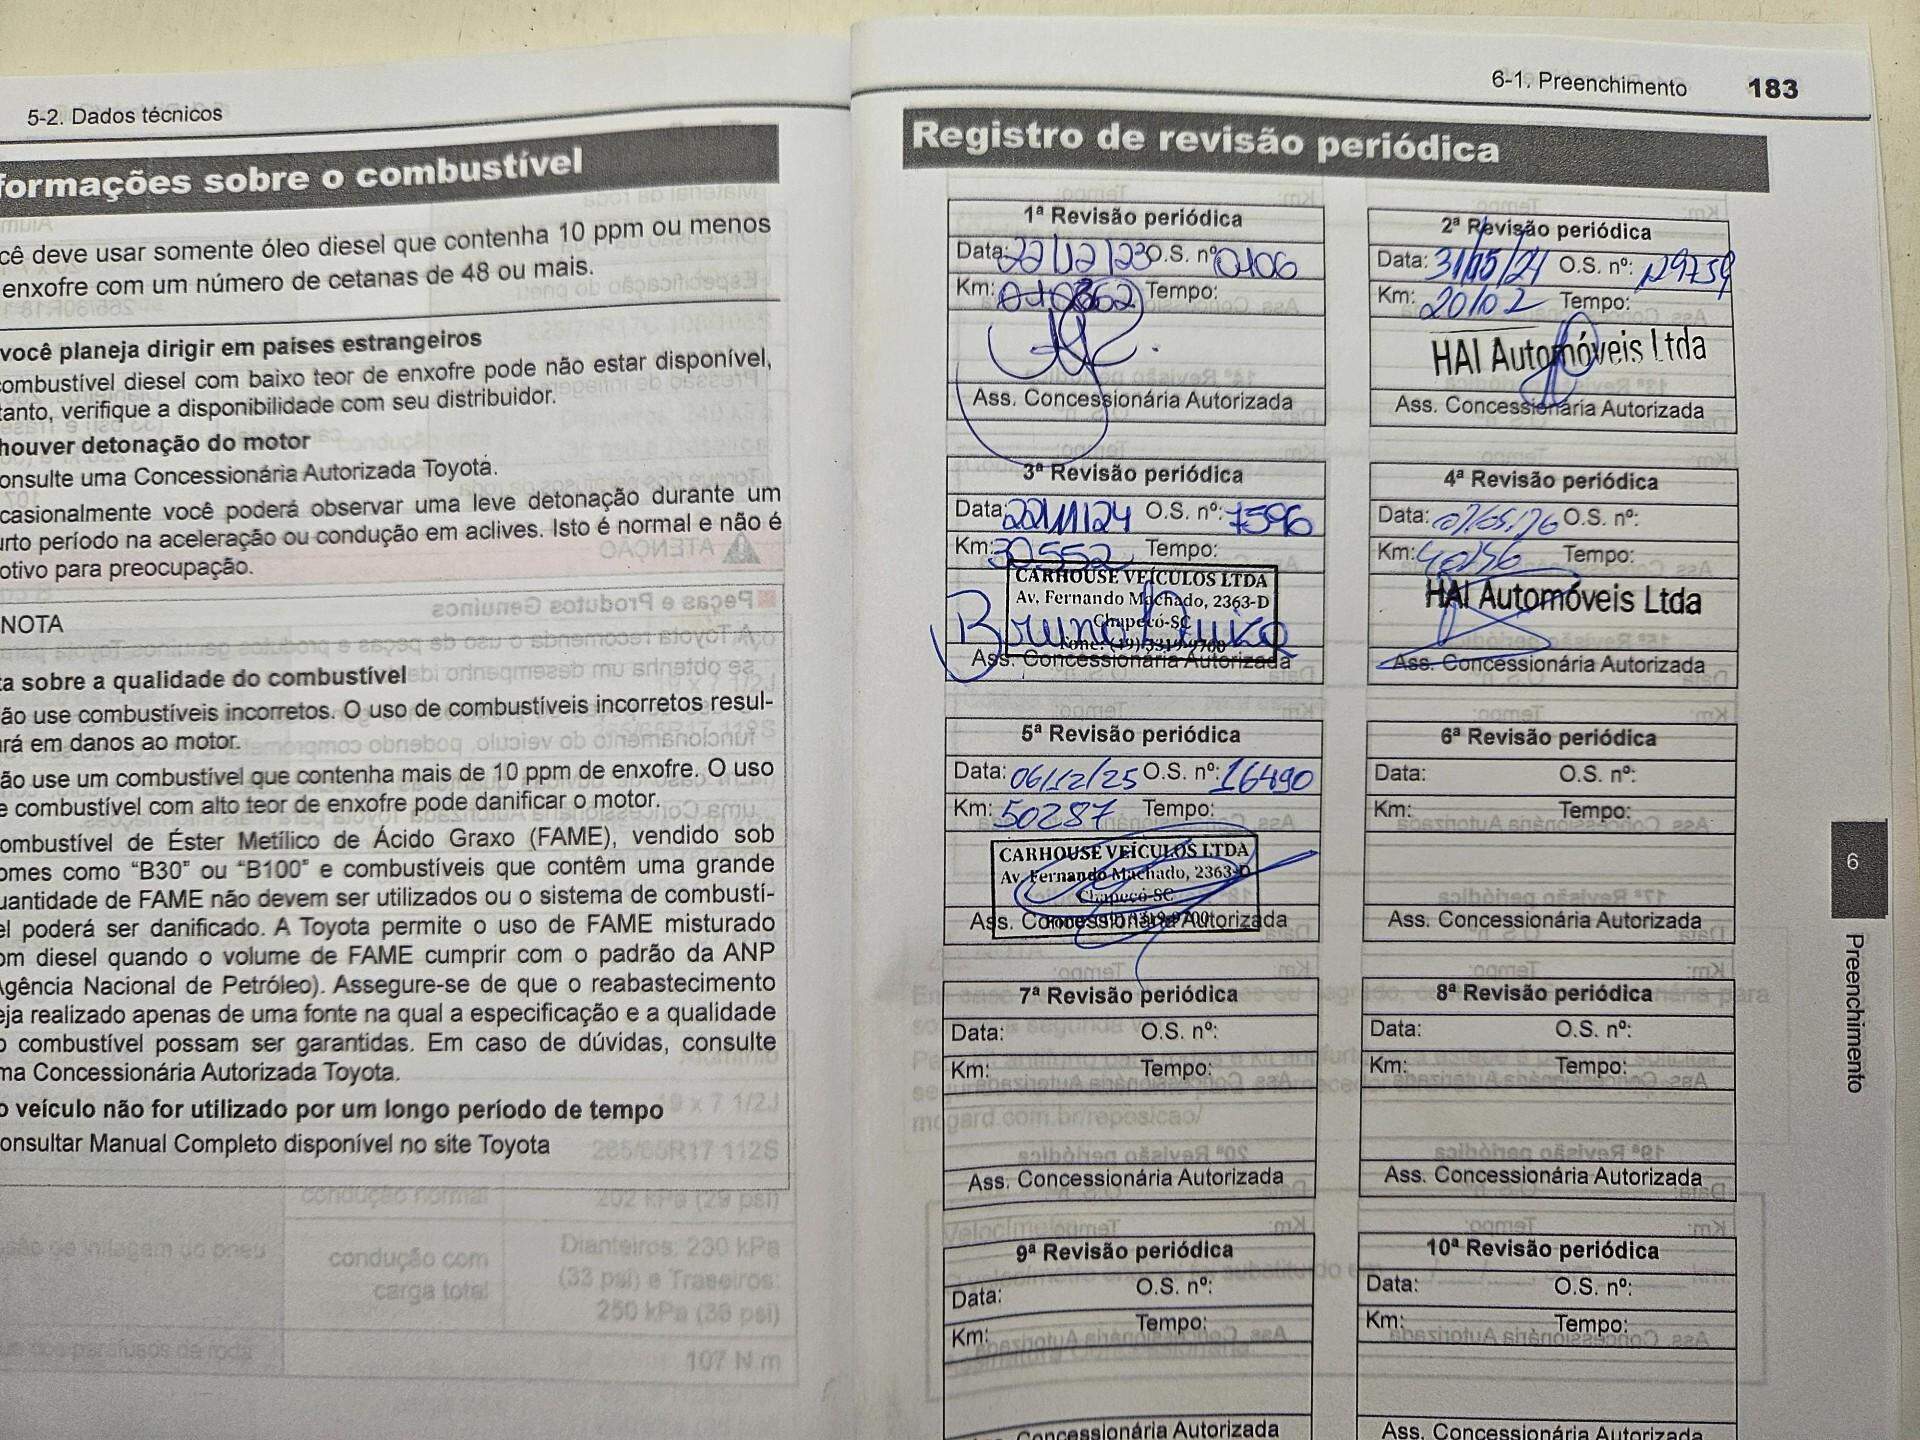 5-2. Dados técnicos
formações sobre o combustível
cê deve usar somente óleo diesel que contenha 10 ppm ou menos
enxofre com um número de cetanas de 48 ou mais.
você planeja dirigir em países estrangeiros
ombustível diesel com baixo teor de enxofre pode não estar disponível,
tanto, verifique a disponibilidade com seu distribuidor.
houver detonação do motor
onsulte uma Concessionária Autorizada Toyota.
casionalmente você poderá observar uma leve detonação durante um
urto período na aceleração ou condução em aclives. Isto é normal e não é
otivo para preocupação.
NOTA
ta sobre a qualidade do combustível
ão use combustíveis incorretos. O uso de combustíveis incorretos resul-
ará em danos ao motor.
ão use um combustível que contenha mais de 10 ppm de enxofre. O uso
e combustível com alto teor de enxofre pode danificar o motor.
ombustível de Éster Metílico de Ácido Graxo (FAME), vendido sob
omes como “B30” ou “B100” e combustíveis que contêm uma grande
uantidade de FAME não devem ser utilizados ou o sistema de combustí-
el poderá ser danificado. A Toyota permite o uso de FAME misturado
om diesel quando o volume de FAME cumprir com o padrão da ANP
Agência Nacional de Petróleo). Assegure-se de que o reabastecimento
eja realizado apenas de uma fonte na qual a especificação e a qualidade
o combustível possam ser garantidas. Em caso de dúvidas, consulte
ma Concessionária Autorizada Toyota.
o veículo não for utilizado por um longo período de tempo
onsultar Manual Completo disponível no site Toyota
6-1. Preenchimento 183
Registro de revisão periódica
1ª Revisão periódica
Data: 22/12/23 O.S. nº
Km: Tempo:
Ass. Concessionária Autorizada
2ª Revisão periódica
Data: O.S. nº:
Km: 20102 Tempo:
HAI Automóveis Ltda
Ass. Concessionária Autorizada
3ª Revisão periódica
Data: 22/11/24 O.S. nº: 7596
Km: 30552 Tempo:
CARHOUSE VEÍCULOS LTDA
Av. Fernando Machado, 2363-D
Chapecó-SC
Fone: (49) 3319-9700
Ass. Concessionária Autorizada
4ª Revisão periódica
Data: O.S. nº:
Km: Tempo:
HAI Automóveis Ltda
Ass. Concessionária Autorizada
5ª Revisão periódica
Data: 06/12/25 O.S. nº: 16490
Km: 50287 Tempo:
CARHOUSE VEÍCULOS LTDA
Av. Fernando Machado, 2363-D
Chapecó-SC
Ass. Concessionária Autorizada
6ª Revisão periódica
Data: O.S. nº:
Km: Tempo:
Ass. Concessionária Autorizada
7ª Revisão periódica
Data: O.S. nº:
Km: Tempo:
Ass. Concessionária Autorizada
8ª Revisão periódica
Data: O.S. nº:
Km: Tempo:
Ass. Concessionária Autorizada
9ª Revisão periódica
Data: O.S. nº:
Km: Tempo:
Concessionária Autorizada
10ª Revisão periódica
Data: O.S. nº:
Km: Tempo:
Ass. Concessionária Autorizada
6
Preenchimento